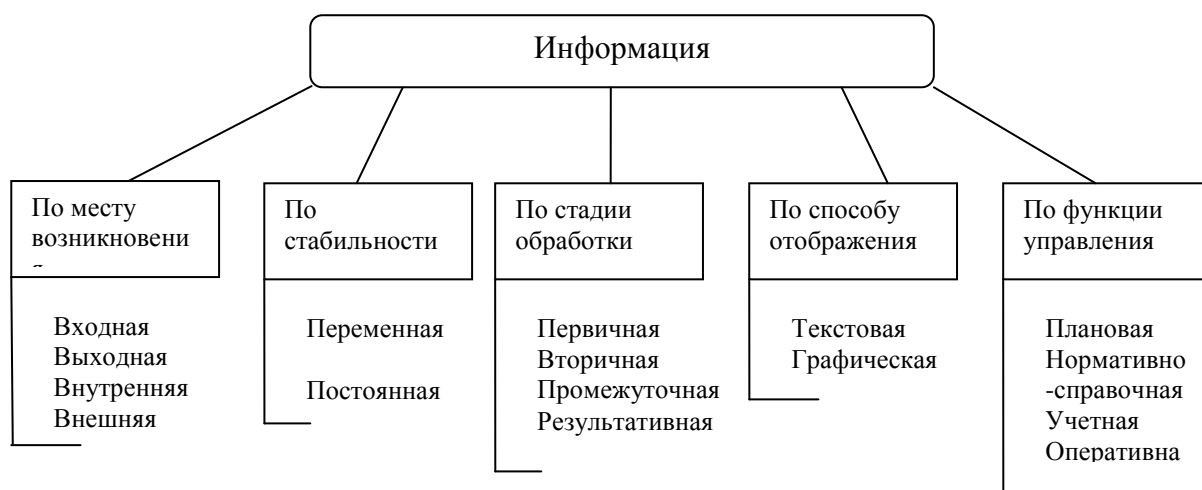 Информация
По месту
возникновени
По
стабильности
По стадии
обработки
По способу
отображения
По функции
управления
Входная
Выходная
Внутренняя
Внешняя
Переменная
Постоянная
Первичная
Вторичная
Промежуточная
Результативная
Текстовая
Графическая
Плановая
Нормативно
-справочная
Учетная
Оперативна